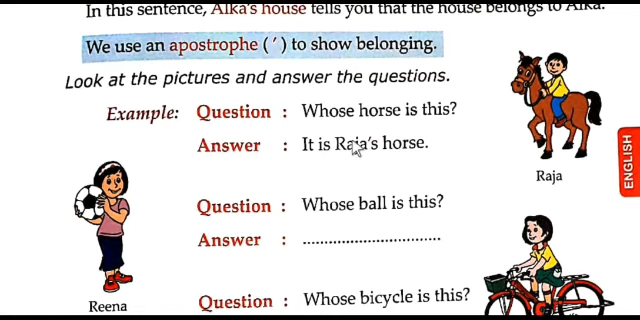 In this sentence, Alka's house tells you that the house belongs to Alka.
We use an apostrophe ( ′ ) to show belonging.
Look at the pictures and answer the questions.
Example: Question : Whose horse is this?
Answer : It is Raja's horse.
Raja
ENGLISH
Question : Whose ball is this?
Answer : ................................
Reena
Question : Whose bicycle is this?